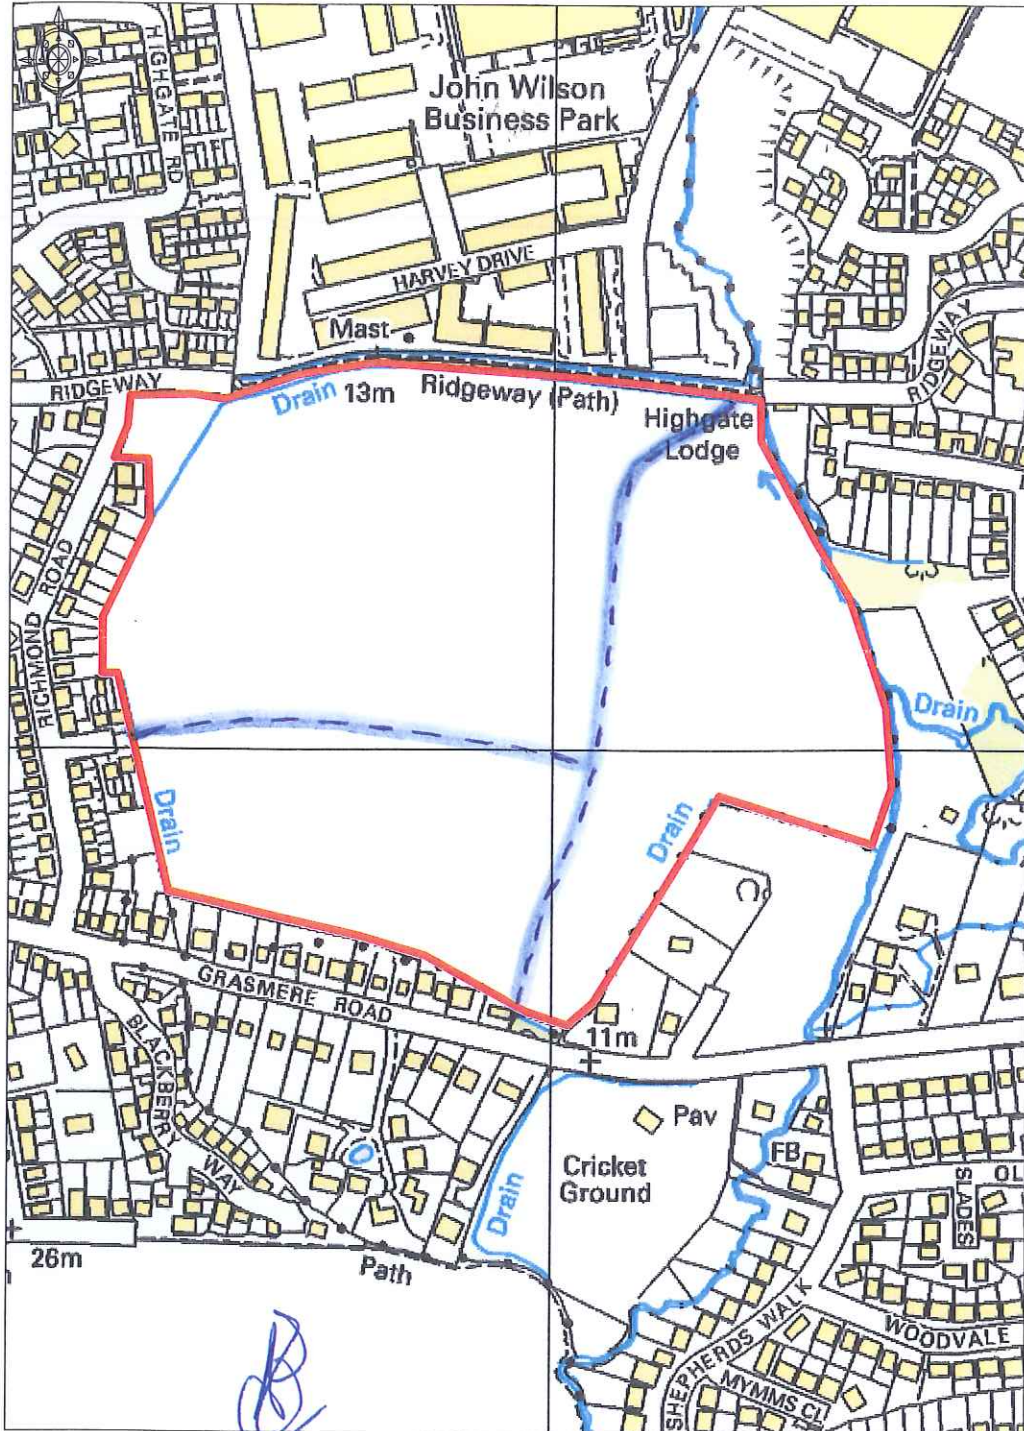 HIGHGATE RD
John Wilson
Business Park
HARVEY DRIVE
Mast
RIDGEWAY
Drain
13m
Ridgeway (Path)
Highgate
Lodge
RIDGEWAY
RICHMOND ROAD
Drain
Drain
Drain
GRASMERE ROAD
11m
BLACKBERRY WAY
Pav
FB
Cricket
Ground
Drain
SLADES
OL
26m
Path
SHEPHERDS WALK
WOODVALE
MYMMS CL